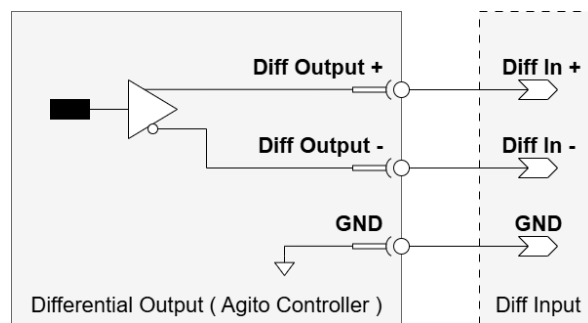 Diff Output + Diff In +
Diff Output - Diff In -
GND GND
Differential Output ( Agito Controller ) Diff Input